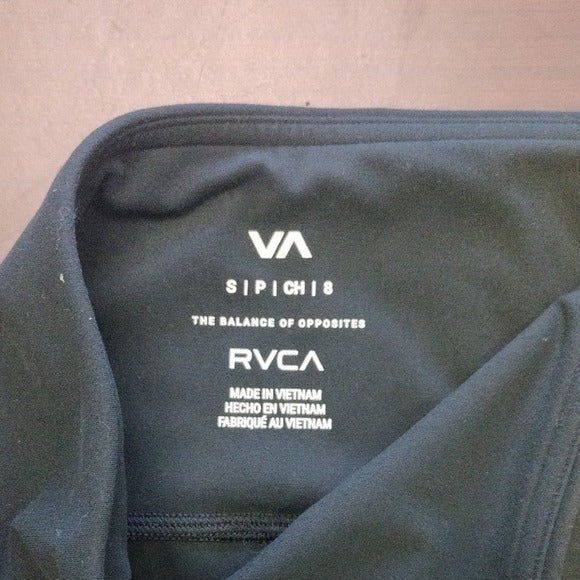 VA
S | P | CH | 8
THE BALANCE OF OPPOSITES
RVCA
MADE IN VIETNAM
HECHO EN VIETNAM
FABRIQUÉ AU VIETNAM